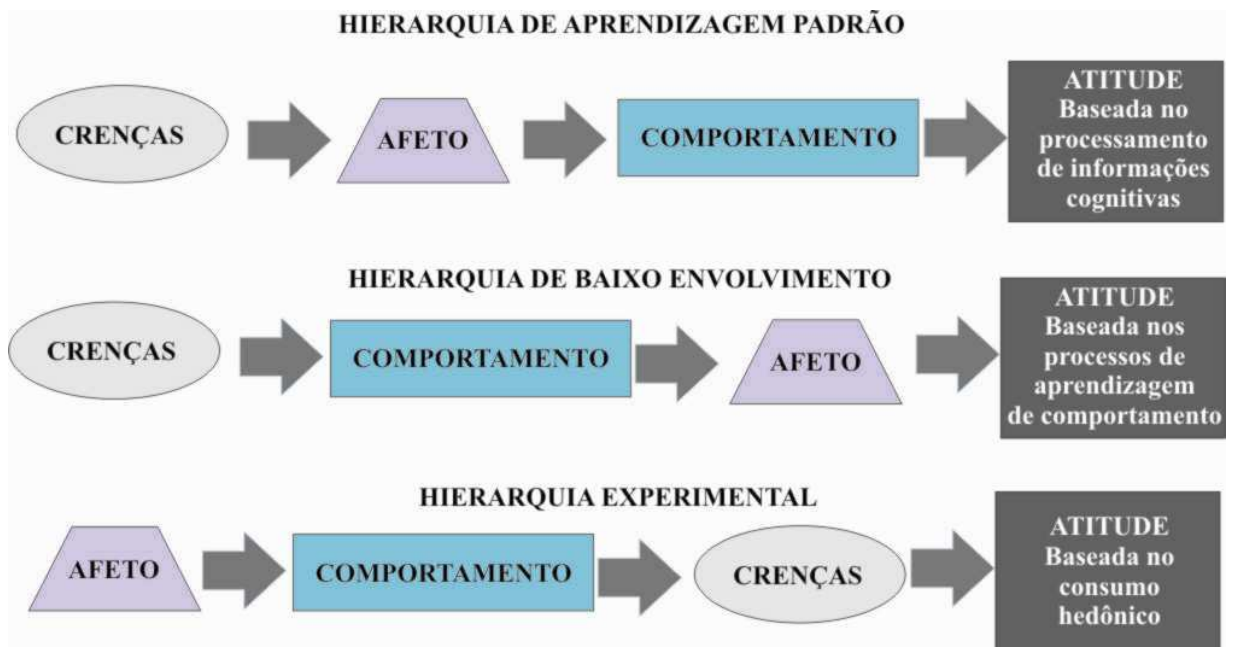 HIERARQUIA DE APRENDIZAGEM PADRÃO
CRENÇAS
AFETO
COMPORTAMENTO
ATITUDE
Baseada no
processamento
de informações
cognitivas
HIERARQUIA DE BAIXO ENVOLVIMENTO
CRENÇAS
COMPORTAMENTO
AFETO
ATITUDE
Baseada nos
processos de
aprendizagem
de comportamento
HIERARQUIA EXPERIMENTAL
AFETO
COMPORTAMENTO
CRENÇAS
ATITUDE
Baseada no
consumo
hedônico